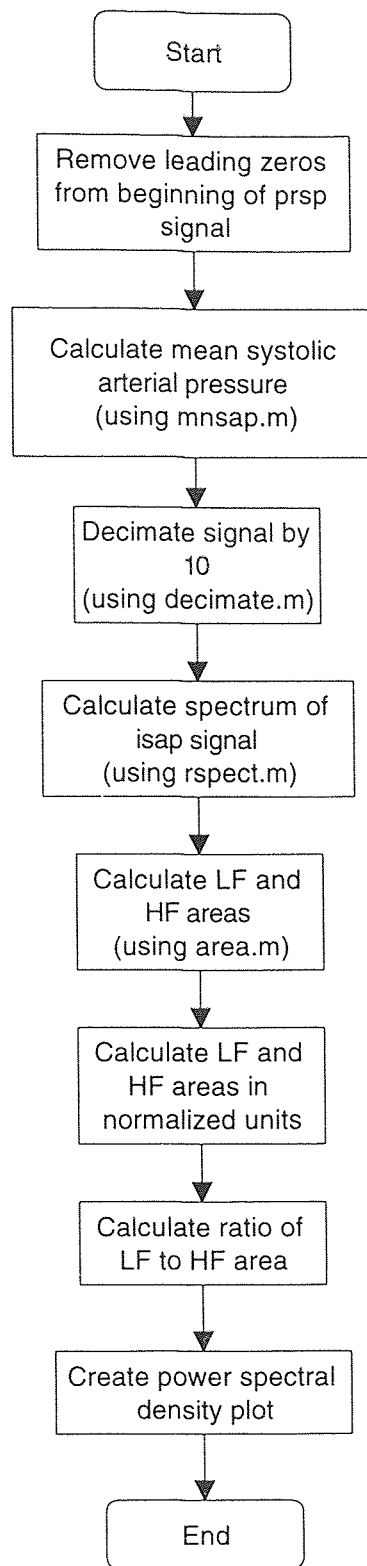 Start
Remove leading zeros
from beginning of prsp
signal
Calculate mean systolic
arterial pressure
(using mnsap.m)
Decimate signal by
10
(using decimate.m)
Calculate spectrum of
isap signal
(using rspect.m)
Calculate LF and
HF areas
(using area.m)
Calculate LF and
HF areas in
normalized units
Calculate ratio of
LF to HF area
Create power spectral
density plot
End